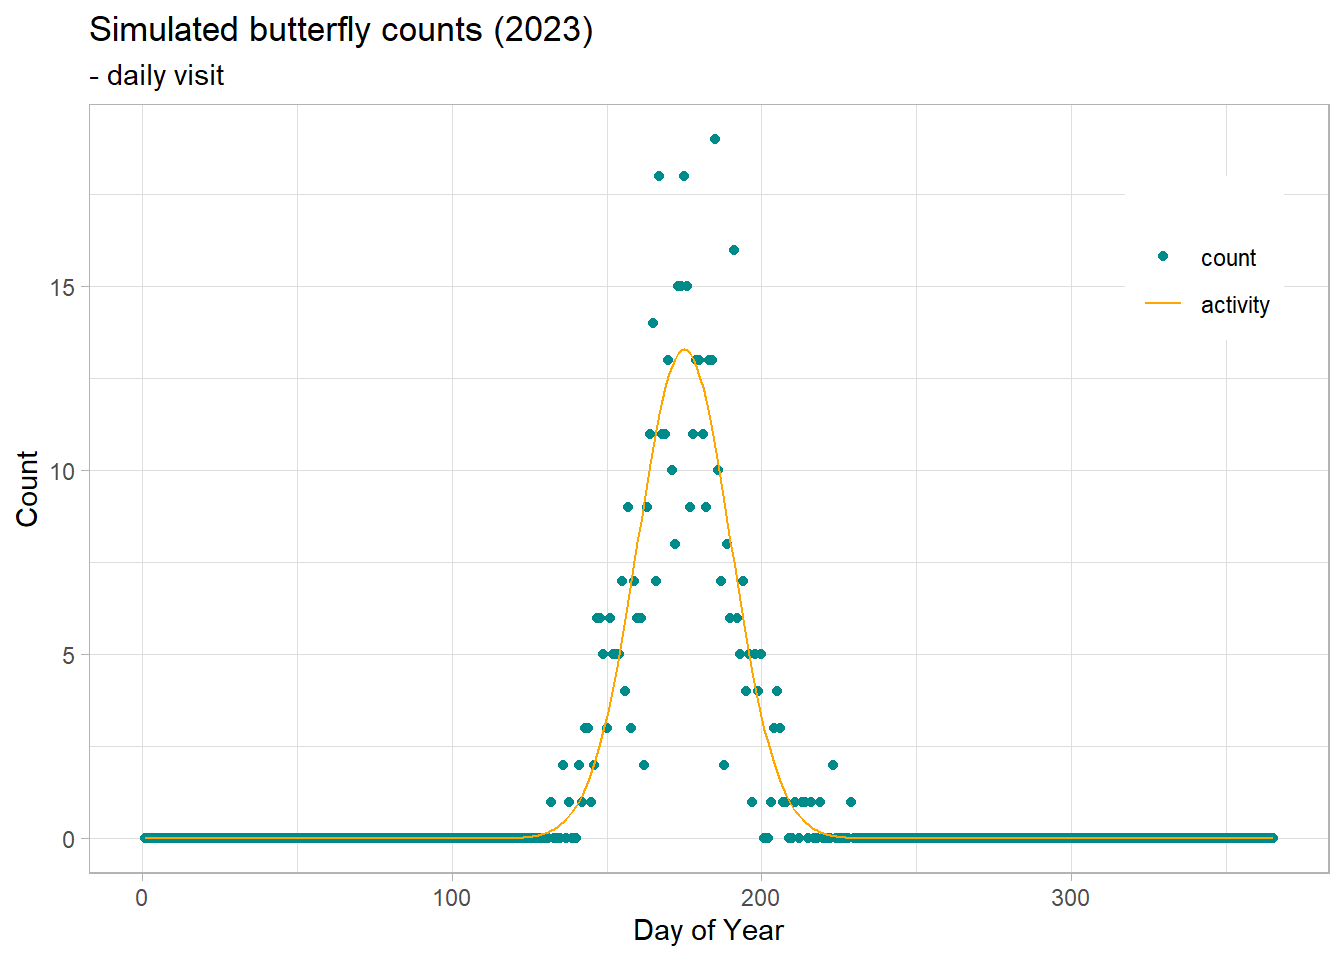 Simulated butterfly counts (2023)
- daily visit
count
activity
15
10
5
0
Count
0 100 200 300
Day of Year